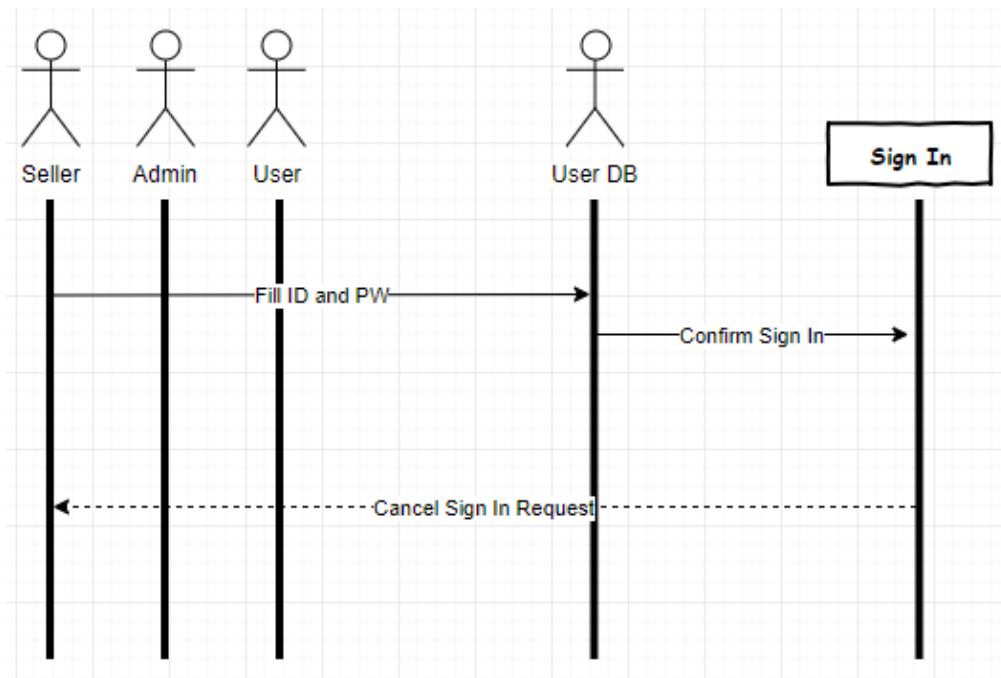 Seller
Admin
User
User DB
Sign In
Fill ID and PW
Confirm Sign In
Cancel Sign In Request